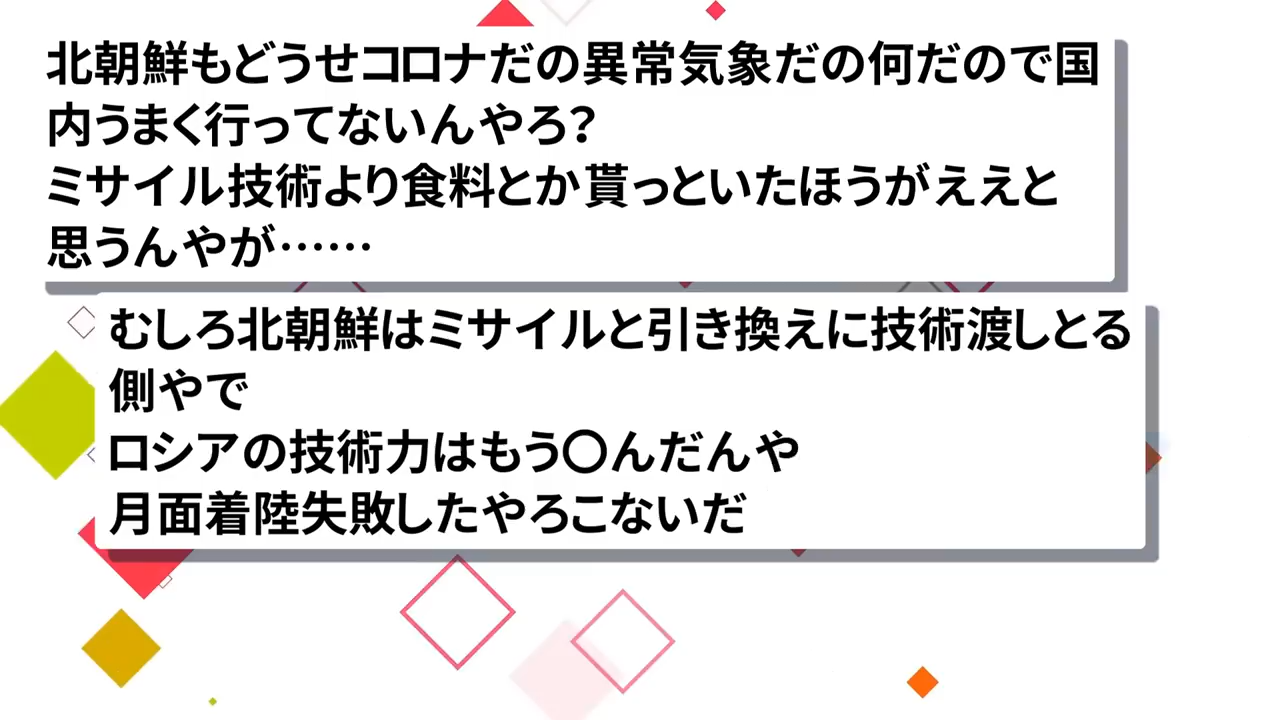 北朝鮮もどうせコロナだの異常気象だの何だので国
内うまく行ってないんやろ？
ミサイル技術より食料とか貰っといたほうがええと
思うんやが……
むしろ北朝鮮はミサイルと引き換えに技術渡しとる
側やで
ロシアの技術力はもう〇んだんや
月面着陸失敗したやろこないだ